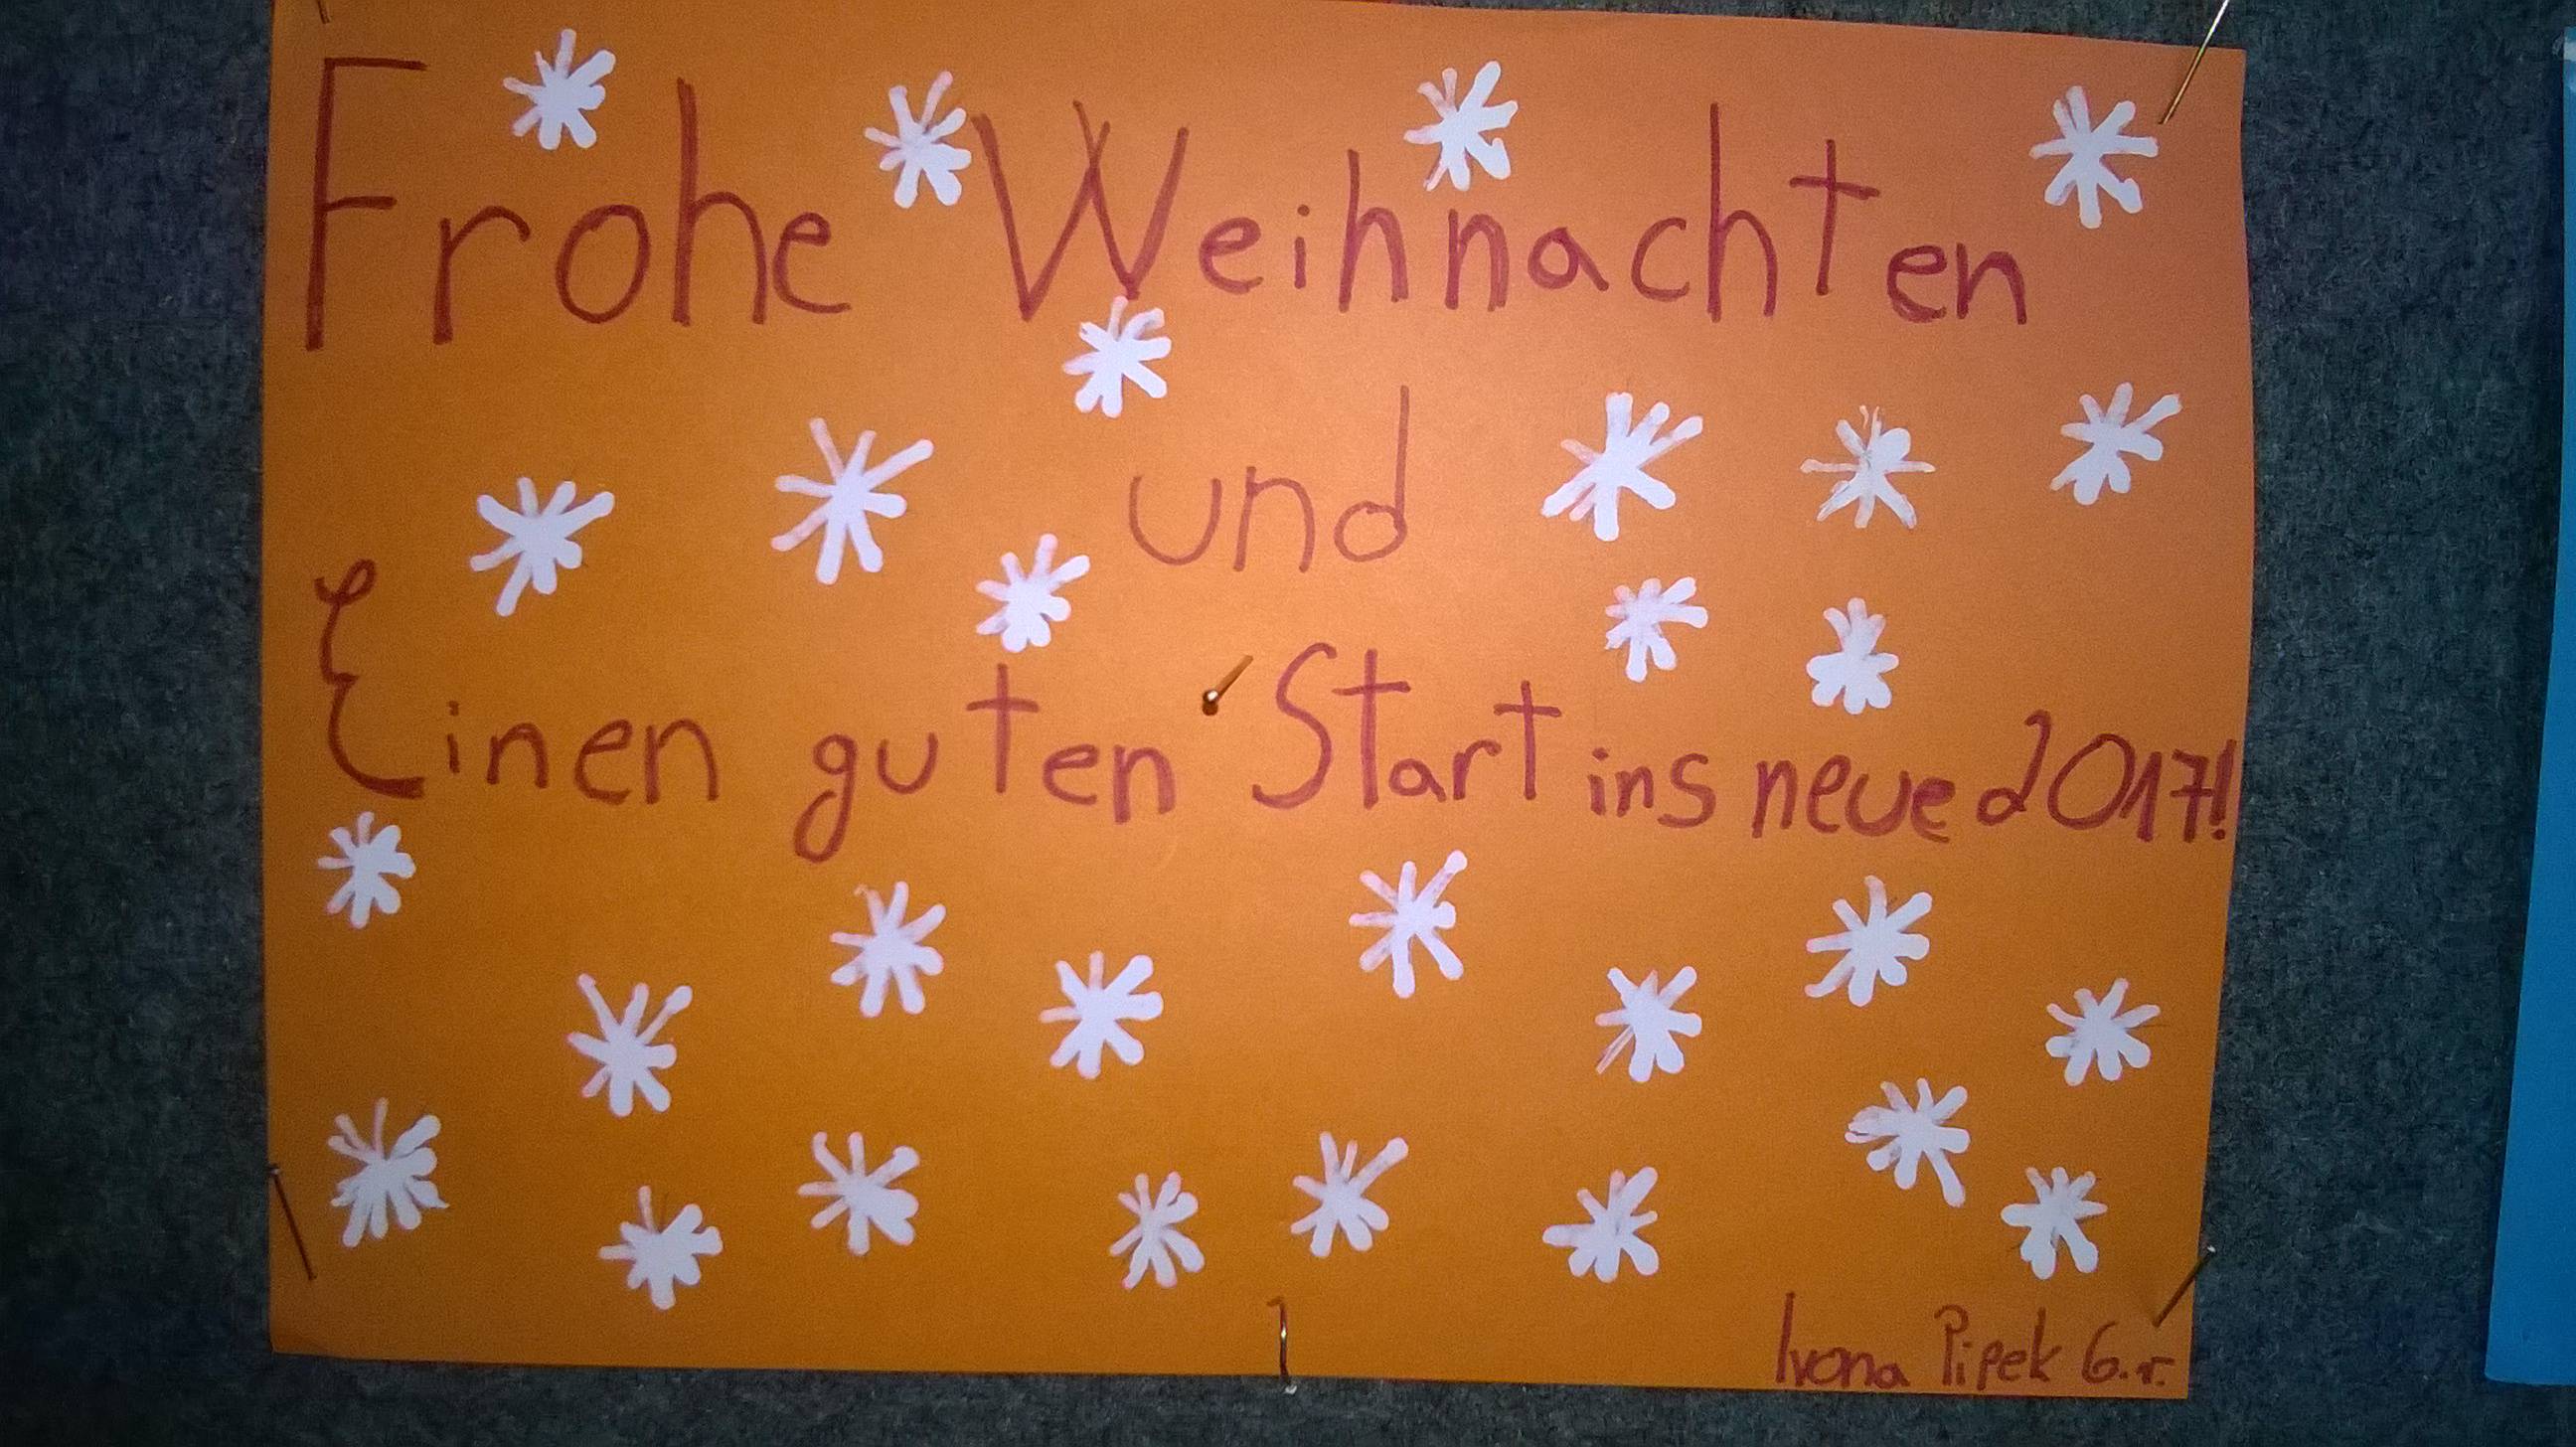 Frohe Weihnachten
und
Einen guten Start ins neue 2017!
Ivona Pipek 6.r.